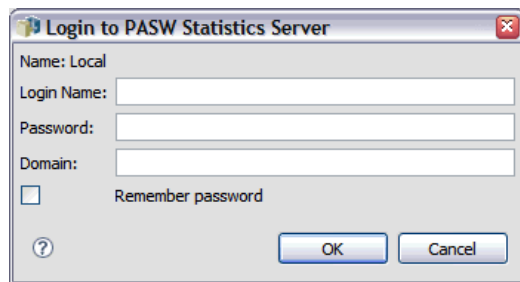 Login to PASW Statistics Server
Name: Local
Login Name:
Password:
Domain:
Remember password
?
OK Cancel